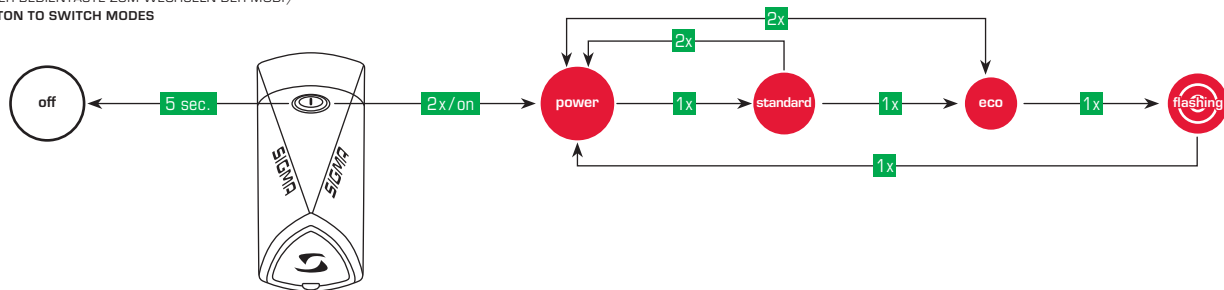 TON TO SWITCH MODES
2x
2x
off
5 sec.
2x/on
power
1x
standard
1x
eco
1x
flashing
SIGMA
SIGMA
1x